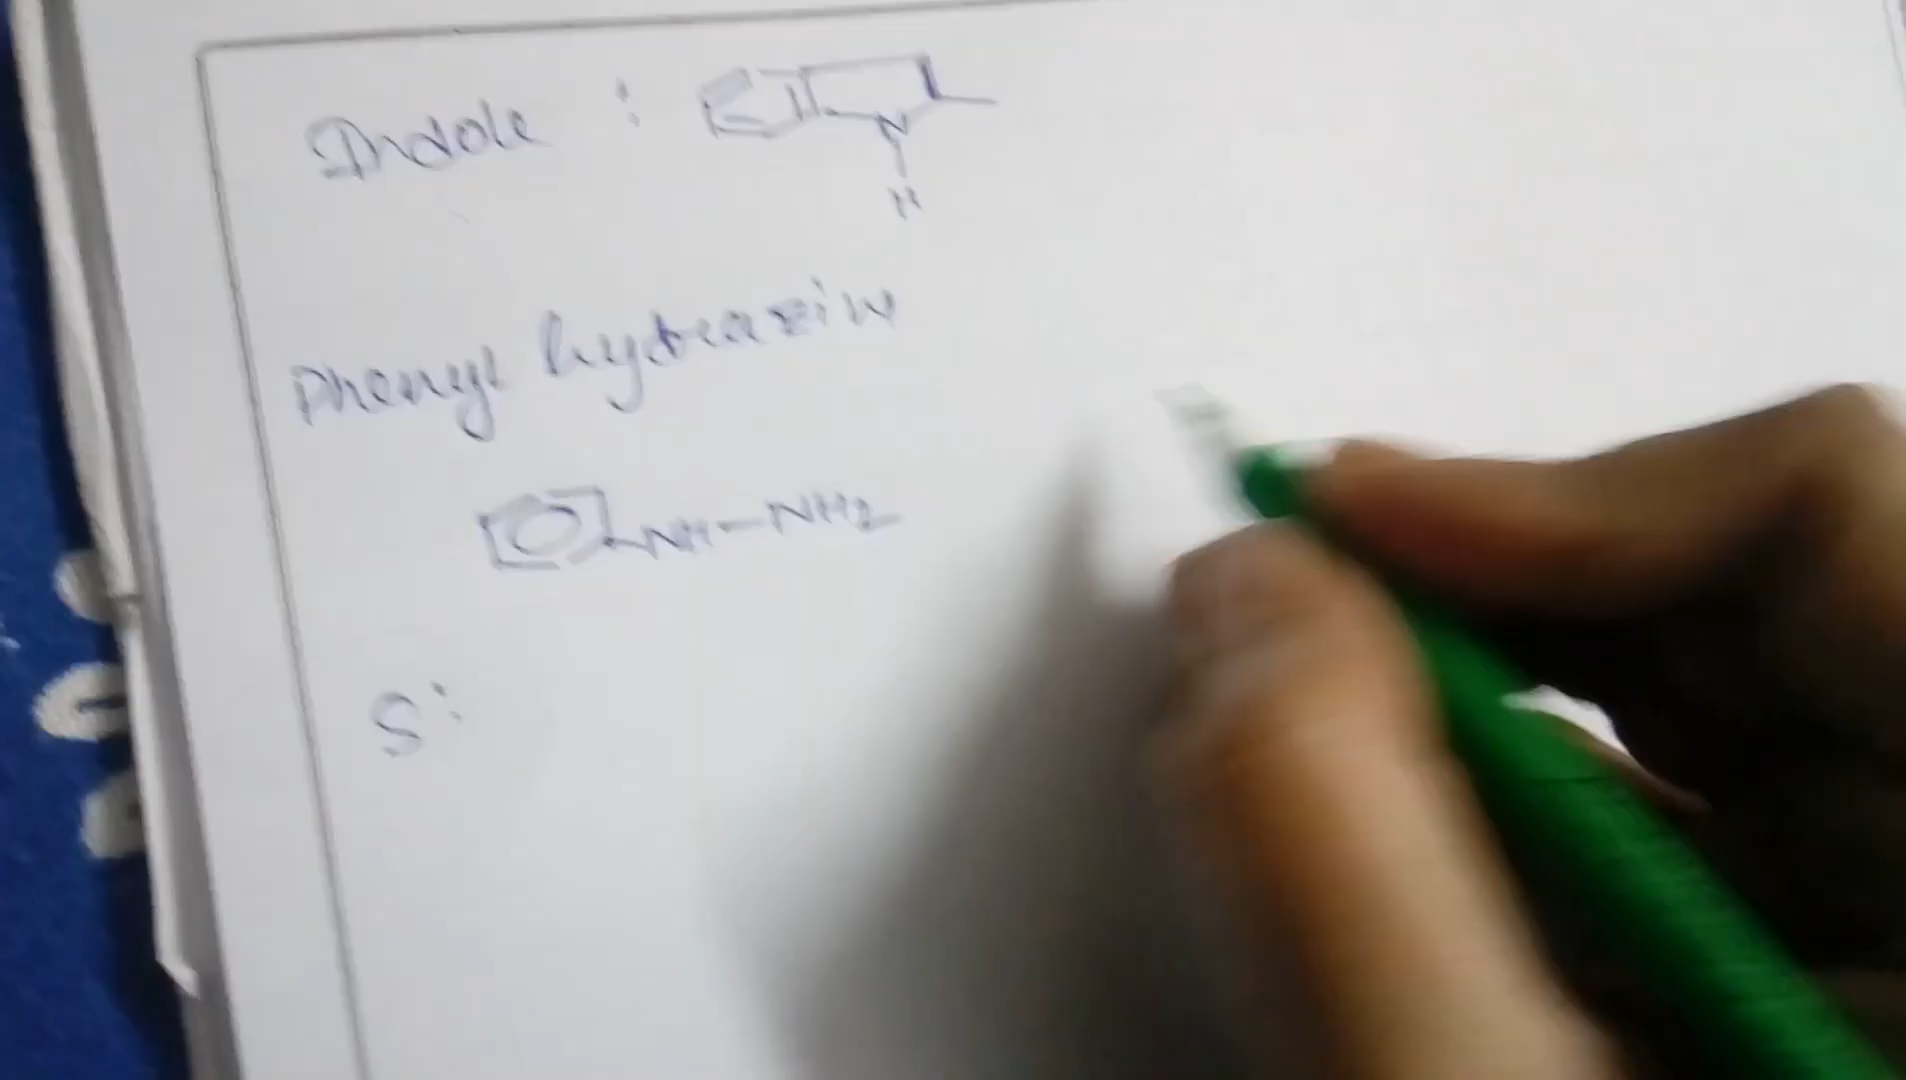 Indole :
N
H
Phenyl hydrazine
NH-NH2
S: